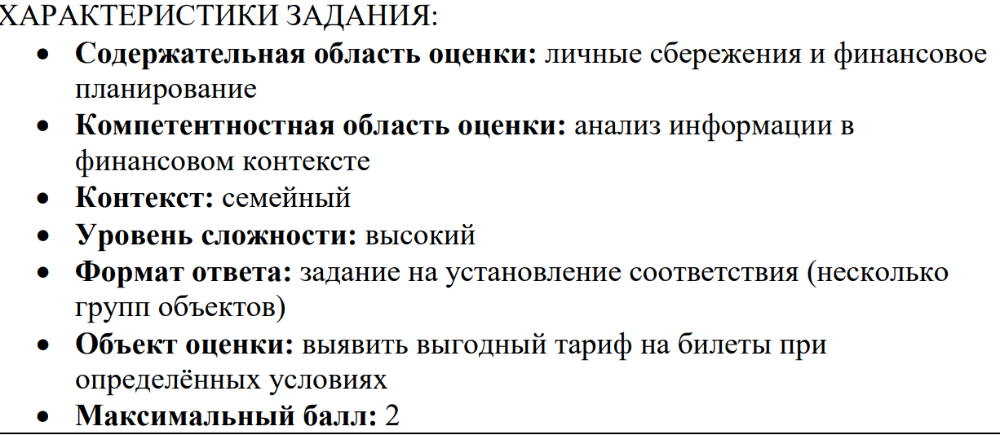 ХАРАКТЕРИСТИКИ ЗАДАНИЯ:
• Содержательная область оценки: личные сбережения и финансовое
планирование
• Компетентностная область оценки: анализ информации в
финансовом контексте
• Контекст: семейный
• Уровень сложности: высокий
• Формат ответа: задание на установление соответствия (несколько
групп объектов)
• Объект оценки: выявить выгодный тариф на билеты при
определённых условиях
• Максимальный балл: 2